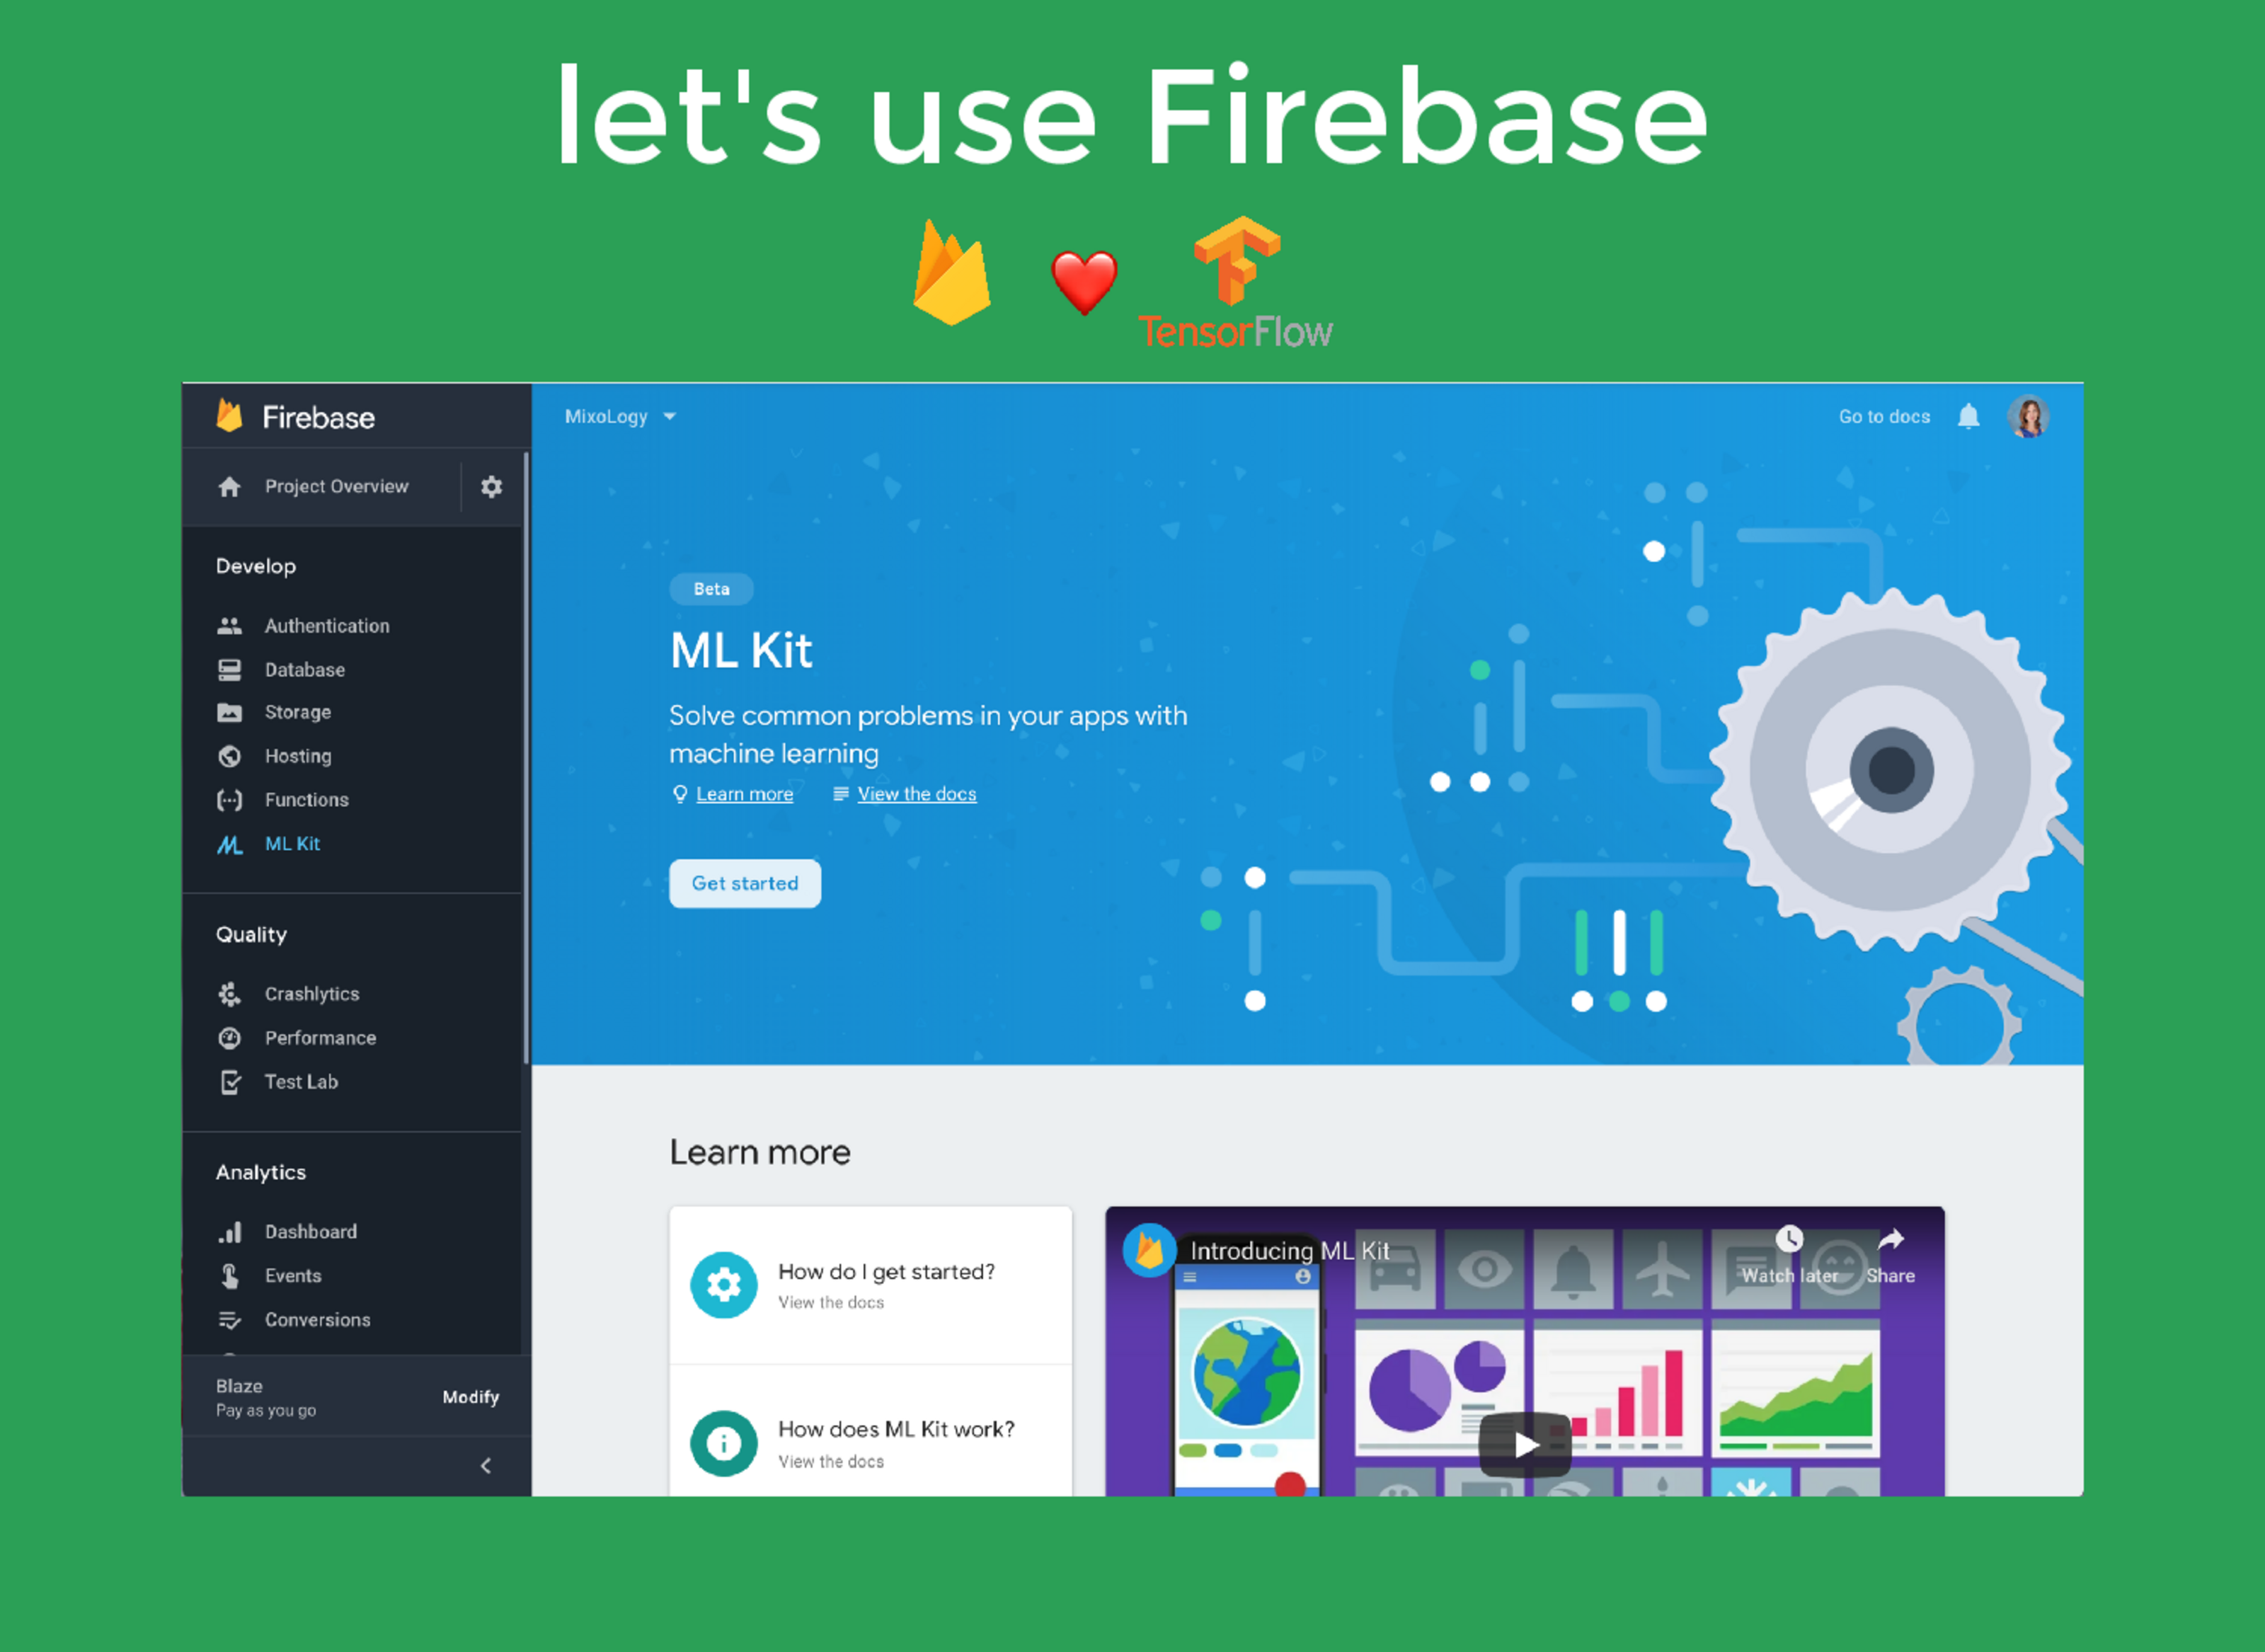 let's use Firebase
TensorFlow
Firebase
Project Overview
Develop
Authentication
Database
Storage
Hosting
Functions
ML Kit
Quality
Crashlytics
Performance
Test Lab
Analytics
Dashboard
Events
Conversions
Blaze
Pay as you go
Modify
MixoLogy
Go to docs
Beta
ML Kit
Solve common problems in your apps with
machine learning
Learn more View the docs
Get started
Learn more
How do I get started?
View the docs
How does ML Kit work?
View the docs
Introducing ML Kit
Watch later Share